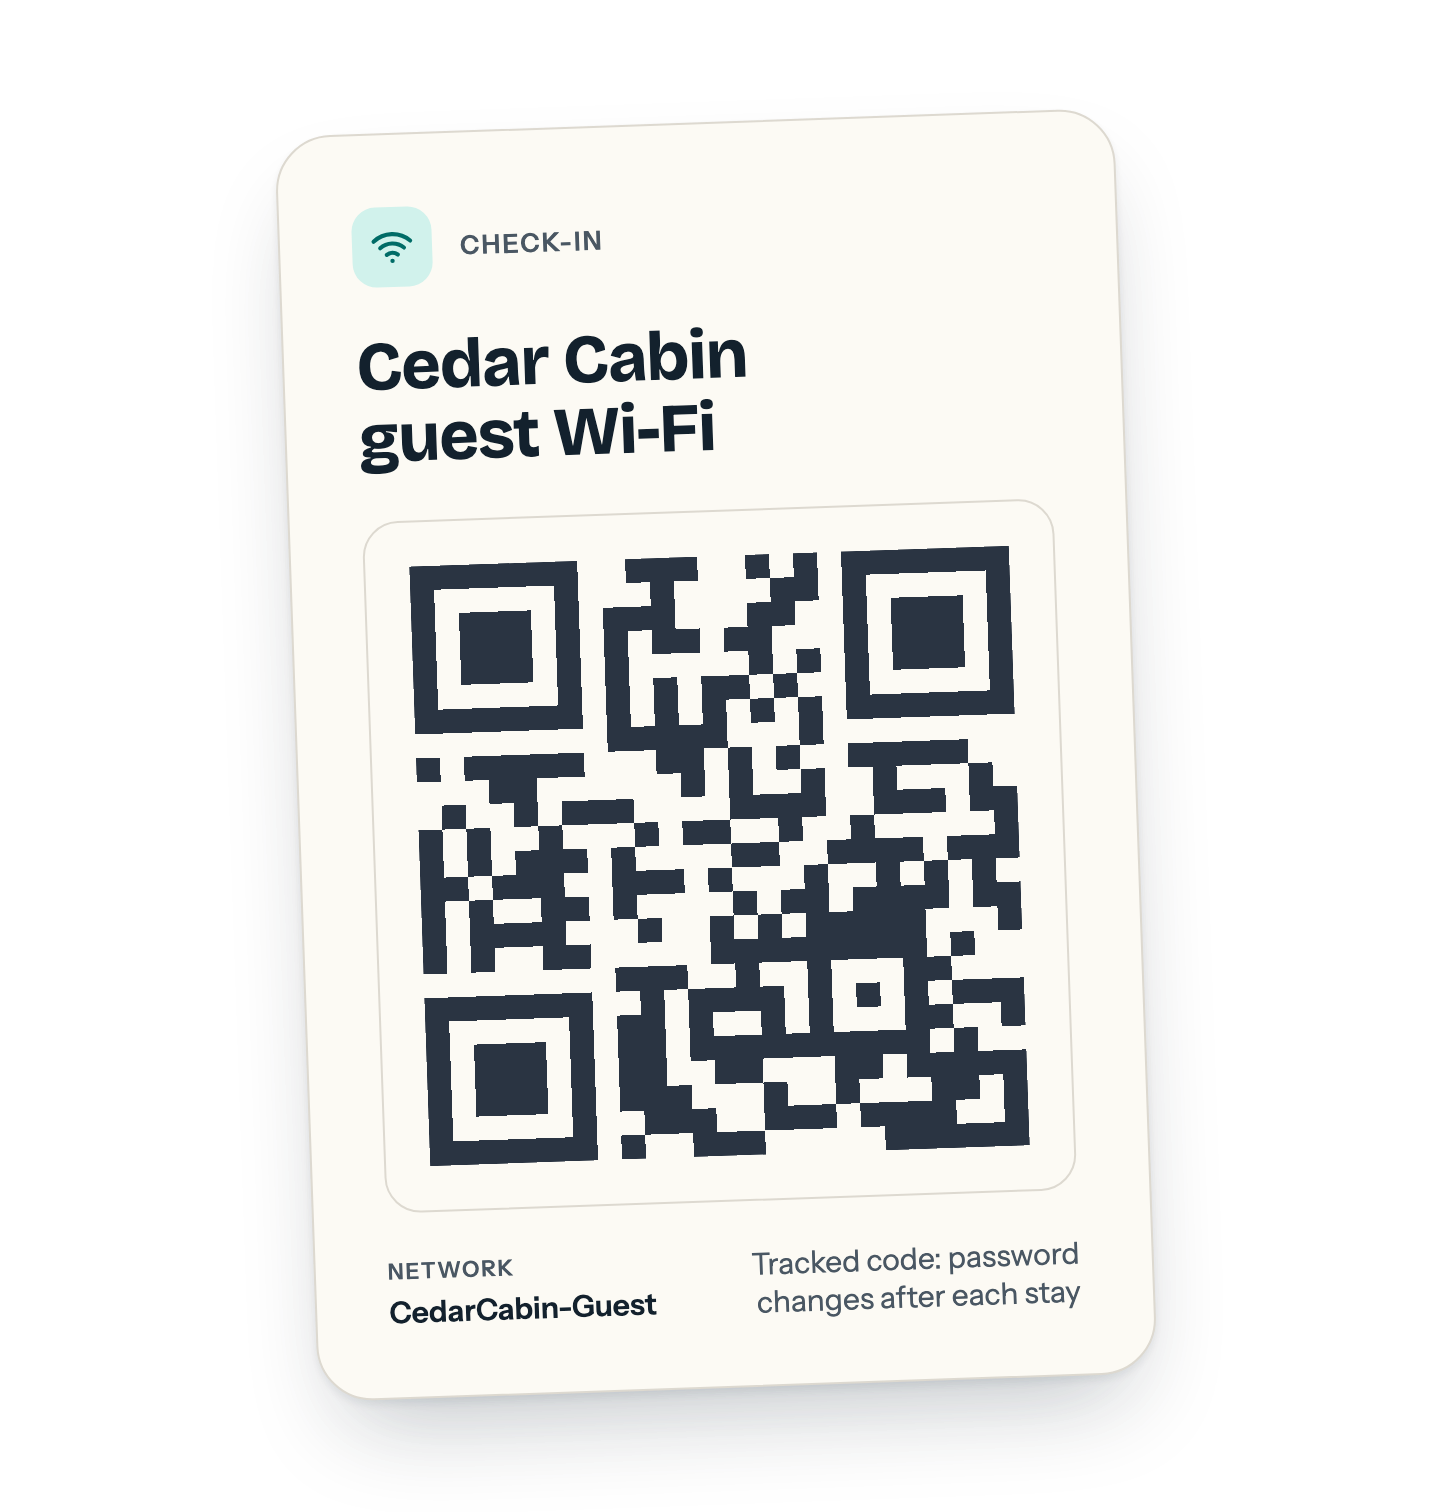 CHECK-IN
Cedar Cabin
guest Wi-Fi
NETWORK
CedarCabin-Guest
Tracked code: password
changes after each stay